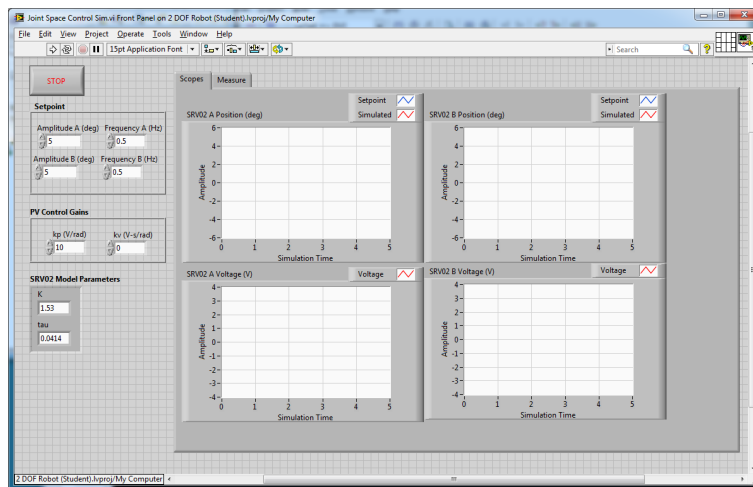 Joint Space Control Sim.vi Front Panel on 2 DOF Robot (Student).lvproj/My Computer
File Edit View Project Operate Tools Window Help
15pt Application Font
Search
STOP
Scopes Measure
Setpoint
Amplitude A (deg) Frequency A (Hz)
5 0.5
Amplitude B (deg) Frequency B (Hz)
5 0.5
PV Control Gains
kp (V/rad) kv (V-s/rad)
10 0
SRV02 Model Parameters
K
1.53
tau
0.0414
Setpoint
SRV02 A Position (deg) Simulated
Amplitude
6
4
2
0
-2
-4
-6
0 1 2 3 4 5
Simulation Time
Setpoint
SRV02 B Position (deg) Simulated
Amplitude
6
4
2
0
-2
-4
-6
0 1 2 3 4 5
Simulation Time
SRV02 A Voltage (V) Voltage
Amplitude
4
3
2
1
0
-1
-2
-3
-4
0 1 2 3 4 5
Simulation Time
SRV02 B Voltage (V) Voltage
Amplitude
4
3
2
1
0
-1
-2
-3
-4
0 1 2 3 4 5
Simulation Time
2 DOF Robot (Student).lvproj/My Computer